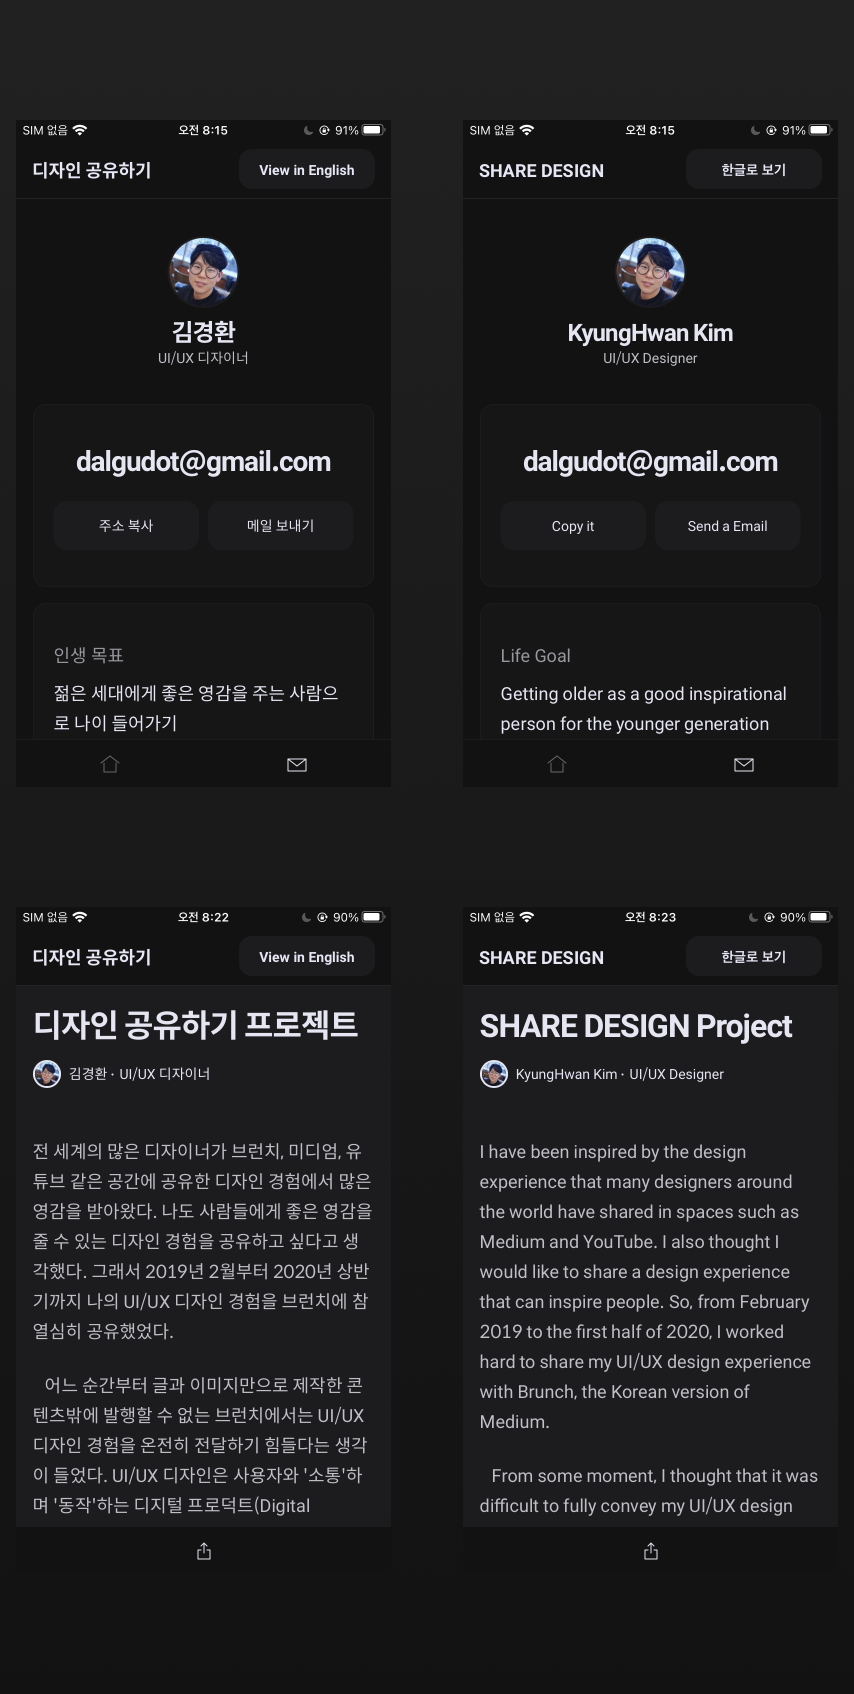 SIM 없음 오전 8:15 91%
디자인 공유하기 View in English
김경환
UI/UX 디자이너
dalgudot@gmail.com
주소 복사 메일 보내기
인생 목표
젊은 세대에게 좋은 영감을 주는 사람으
로 나이 들어가기
SIM 없음 오전 8:15 91%
SHARE DESIGN 한글로 보기
KyungHwan Kim
UI/UX Designer
dalgudot@gmail.com
Copy it Send a Email
Life Goal
Getting older as a good inspirational
person for the younger generation
SIM 없음 오전 8:22 90%
디자인 공유하기 View in English
디자인 공유하기 프로젝트
김경환 · UI/UX 디자이너
전 세계의 많은 디자이너가 브런치, 미디엄, 유
튜브 같은 공간에 공유한 디자인 경험에서 많은
영감을 받아왔다. 나도 사람들에게 좋은 영감을
줄 수 있는 디자인 경험을 공유하고 싶다고 생
각했다. 그래서 2019년 2월부터 2020년 상반
기까지 나의 UI/UX 디자인 경험을 브런치에 참
열심히 공유했었다.
어느 순간부터 글과 이미지만으로 제작한 콘
텐츠밖에 발행할 수 없는 브런치에서는 UI/UX
디자인 경험을 온전히 전달하기 힘들다는 생각
이 들었다. UI/UX 디자인은 사용자와 '소통'하
며 '동작'하는 디지털 프로덕트(Digital
SIM 없음 오전 8:23 90%
SHARE DESIGN 한글로 보기
SHARE DESIGN Project
KyungHwan Kim · UI/UX Designer
I have been inspired by the design
experience that many designers around
the world have shared in spaces such as
Medium and YouTube. I also thought I
would like to share a design experience
that can inspire people. So, from February
2019 to the first half of 2020, I worked
hard to share my UI/UX design experience
with Brunch, the Korean version of
Medium.
From some moment, I thought that it was
difficult to fully convey my UI/UX design